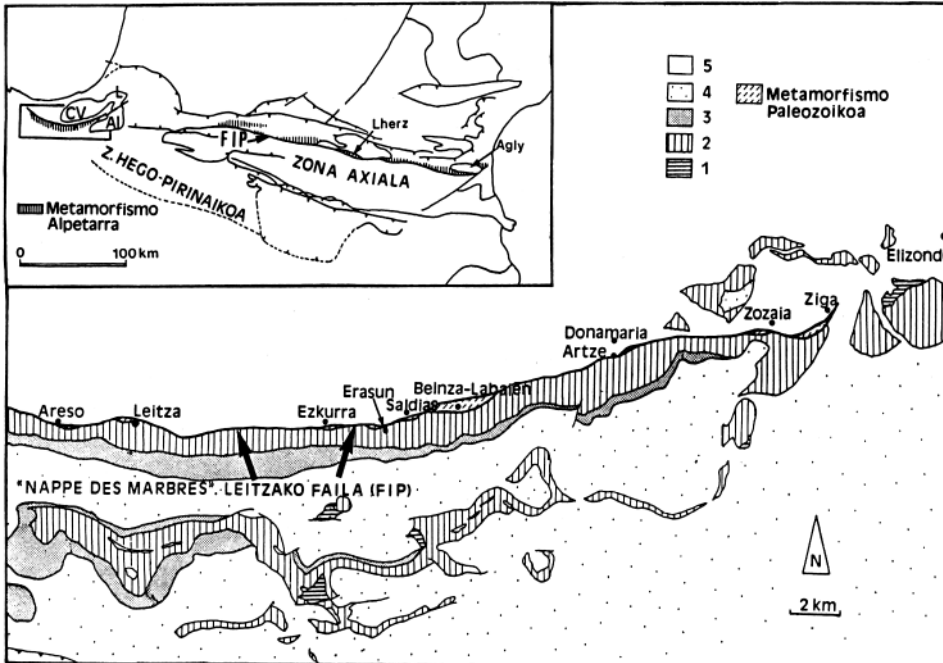 CV
Al
FIP
Lherz
Agly
ZONA AXIALA
Z. HEGO-PIRINAIKOA
Metamorfismo
Alpetarra
0 100 km
5
4
3
2
1
Metamorfismo
Paleozoikoa
Elizond
Ziga
Zozaia
Donamaria
Artze
Beinza-Labaien
Erasun
Saldias
Ezkurra
Areso
Leitza
"NAPPE DES MARBRES". LEITZAKO FAILA (FIP)
N
2 km